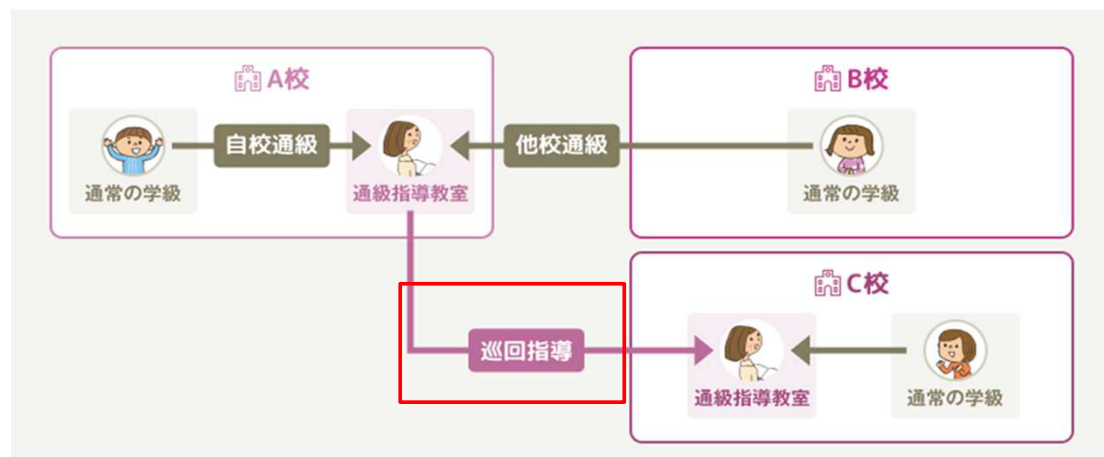 A校
自校通級
通常の学級
通級指導教室
他校通級
B校
通常の学級
巡回指導
C校
通級指導教室
通常の学級